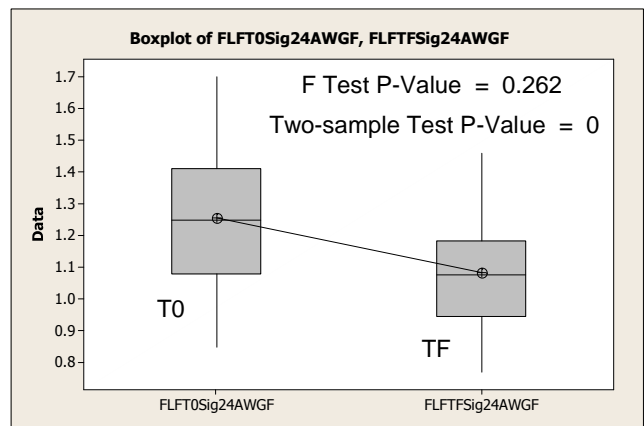 Boxplot of FLFT0Sig24AWGF, FLFTFSig24AWGF
F Test P-Value = 0.262
Two-sample Test P-Value = 0
1.7
1.6
1.5
1.4
1.3
1.2
1.1
1.0
0.9
0.8
Data
T0
TF
FLFT0Sig24AWGF
FLFTFSig24AWGF